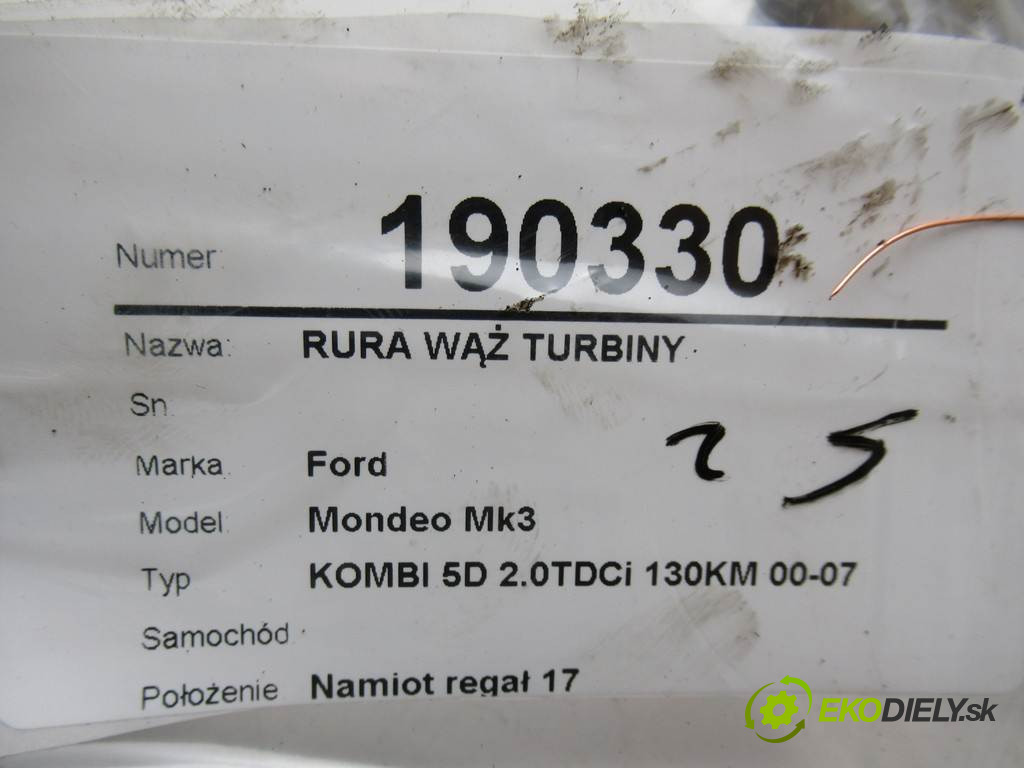 Numer: 190330
Nazwa: RURA WĄŻ TURBINY
Sn:
Marka Ford
Model: Mondeo Mk3
Typ KOMBI 5D 2.0TDCi 130KM 00-07
Samochód
Położenie Namiot regał 17
25
EKODIELY.sk